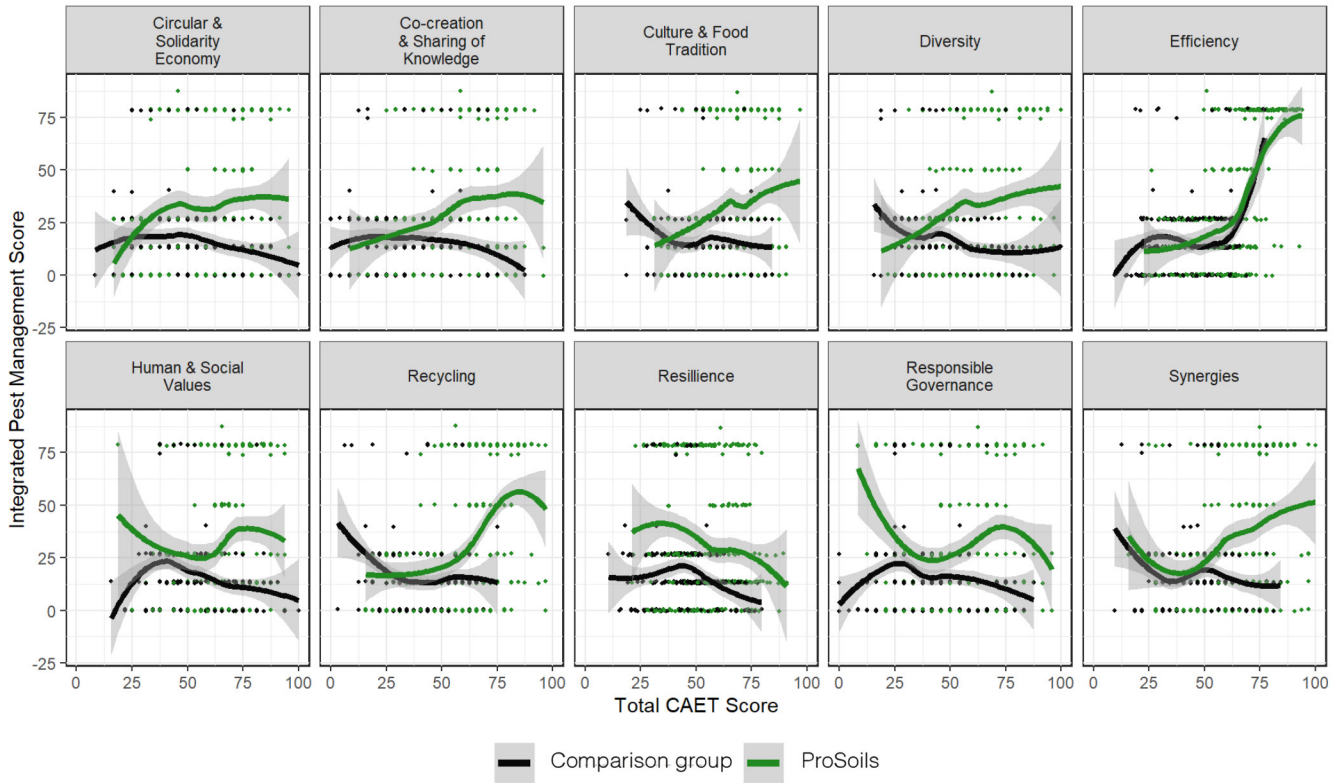 Circular &
Solidarity
Economy
Co-creation
& Sharing of
Knowledge
Culture & Food
Tradition
Diversity
Efficiency
75
50
25
0
-25
Human & Social
Values
Recycling
Resillience
Responsible
Governance
Synergies
75
50
25
0
-25
0 25 50 75 100 0 25 50 75 100 0 25 50 75 100 0 25 50 75 100 0 25 50 75 100
Integrated Pest Management Score
Total CAET Score
Comparison group ProSoils